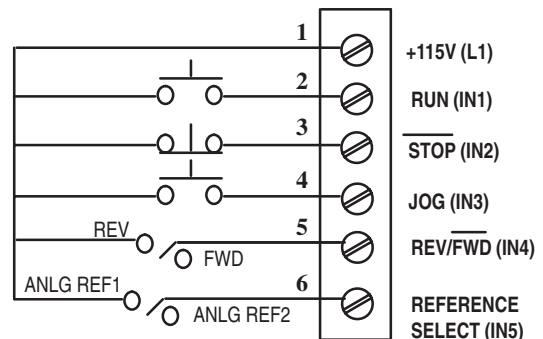 1
+115V (L1)
2
RUN (IN1)
3
STOP (IN2)
4
JOG (IN3)
REV
5
FWD
REV/FWD (IN4)
ANLG REF1
6
ANLG REF2
REFERENCE
SELECT (IN5)